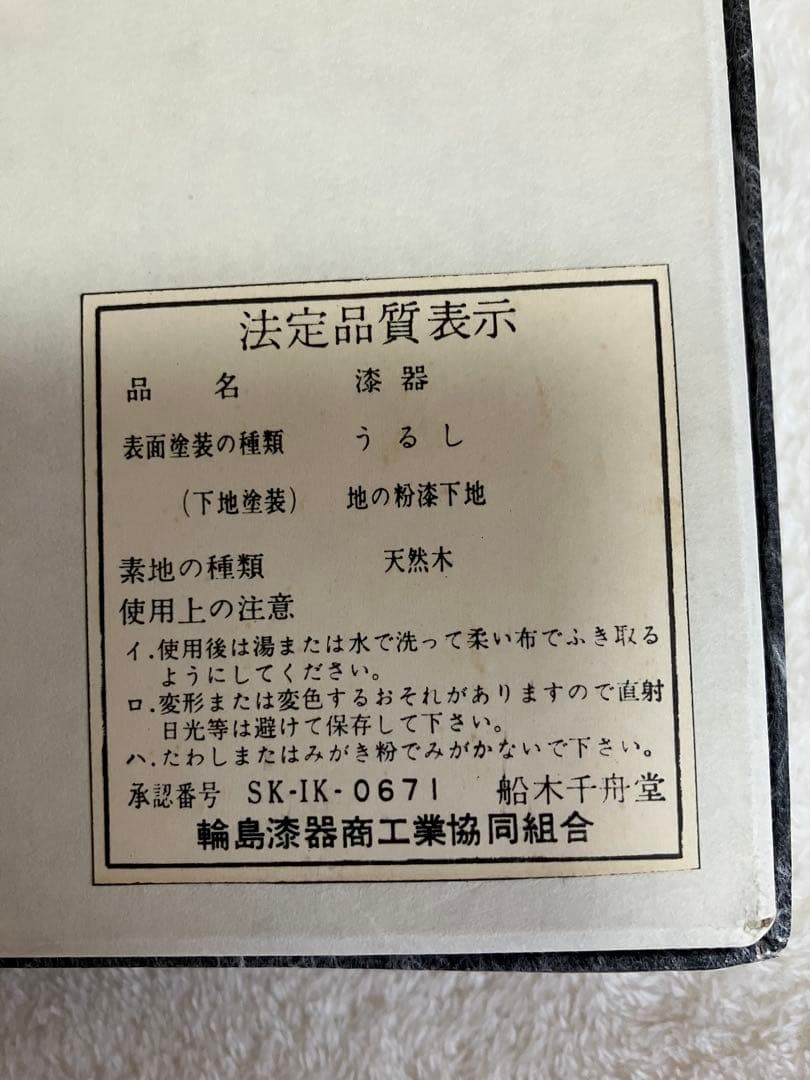 法定品質表示
品名 漆器
表面塗装の種類 うるし
(下地塗装) 地の粉漆下地
素地の種類 天然木
使用上の注意
イ.使用後は湯または水で洗って柔い布でふき取る
ようにしてください。
ロ.変形または変色するおそれがありますので直射
日光等は避けて保存して下さい。
ハ.たわしまたはみがき粉でみがかないで下さい。
承認番号 SK-IK-0671 船木千舟堂
輪島漆器商工業協同組合